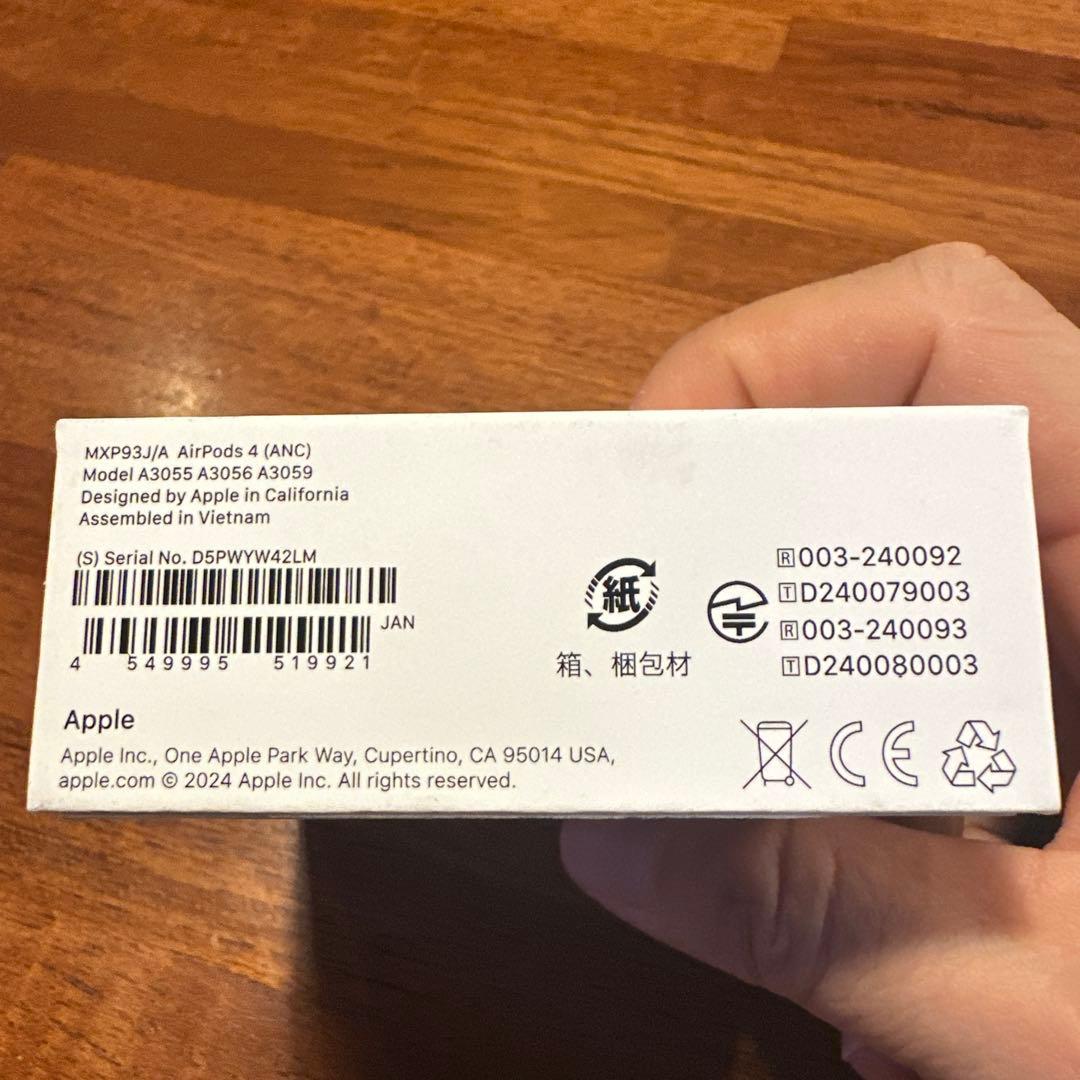 MXP93J/A AirPods 4 (ANC)
Model A3055 A3056 A3059
Designed by Apple in California
Assembled in Vietnam
(S) Serial No. D5PWYW42LM
JAN
4 549995 519921
紙
箱、梱包材
R 003-240092
T D240079003
R 003-240093
T D240080003
Apple
Apple Inc., One Apple Park Way, Cupertino, CA 95014 USA,
apple.com © 2024 Apple Inc. All rights reserved.
CE